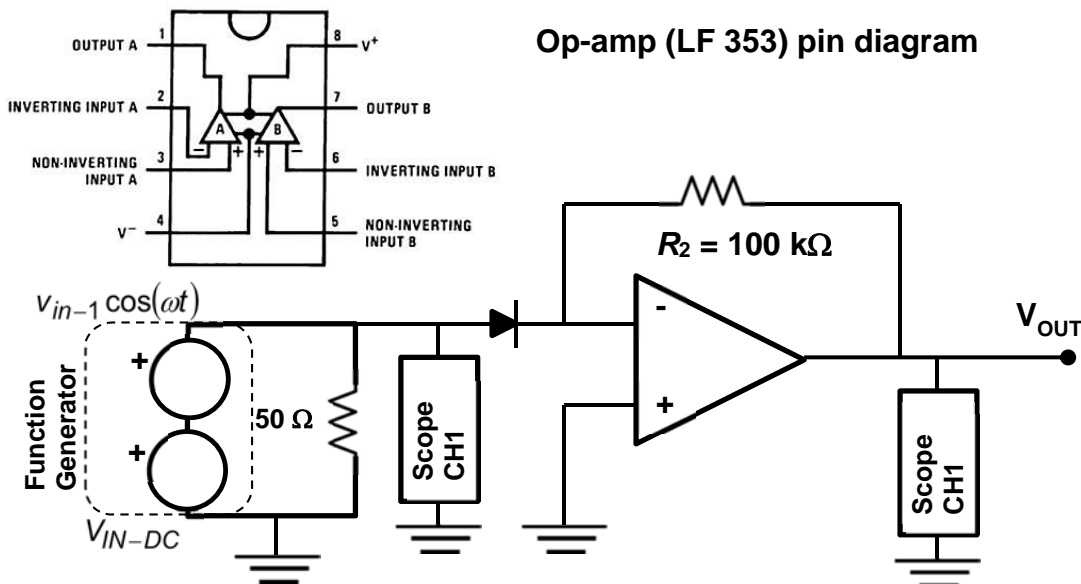 Op-amp (LF 353) pin diagram
1
OUTPUT A
8
V+
2
INVERTING INPUT A
7
OUTPUT B
A
B
-
+
+
-
3
NON-INVERTING
INPUT A
6
INVERTING INPUT B
4
V−
5
NON-INVERTING
INPUT B
R2 = 100 kΩ
vin−1 cos(ωt)
Function
Generator
+
+
50 Ω
VIN−DC
Scope
CH1
-
+
VOUT
Scope
CH1